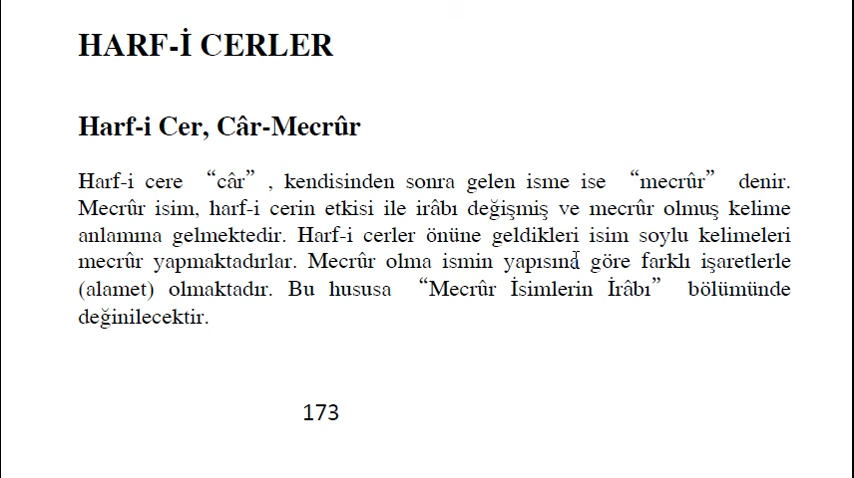 HARF-İ CERLER
Harf-i Cer, Câr-Mecrûr
Harf-i cere “câr” , kendisinden sonra gelen isme ise “mecrûr” denir.
Mecrûr isim, harf-i cerin etkisi ile irâbı değişmiş ve mecrûr olmuş kelime
anlamına gelmektedir. Harf-i cerler önüne geldikleri isim soylu kelimeleri
mecrûr yapmaktadırlar. Mecrûr olma ismin yapısına göre farklı işaretlerle
(alamet) olmaktadır. Bu hususa “Mecrûr İsimlerin İrâbı” bölümünde
değinilecektir.
173